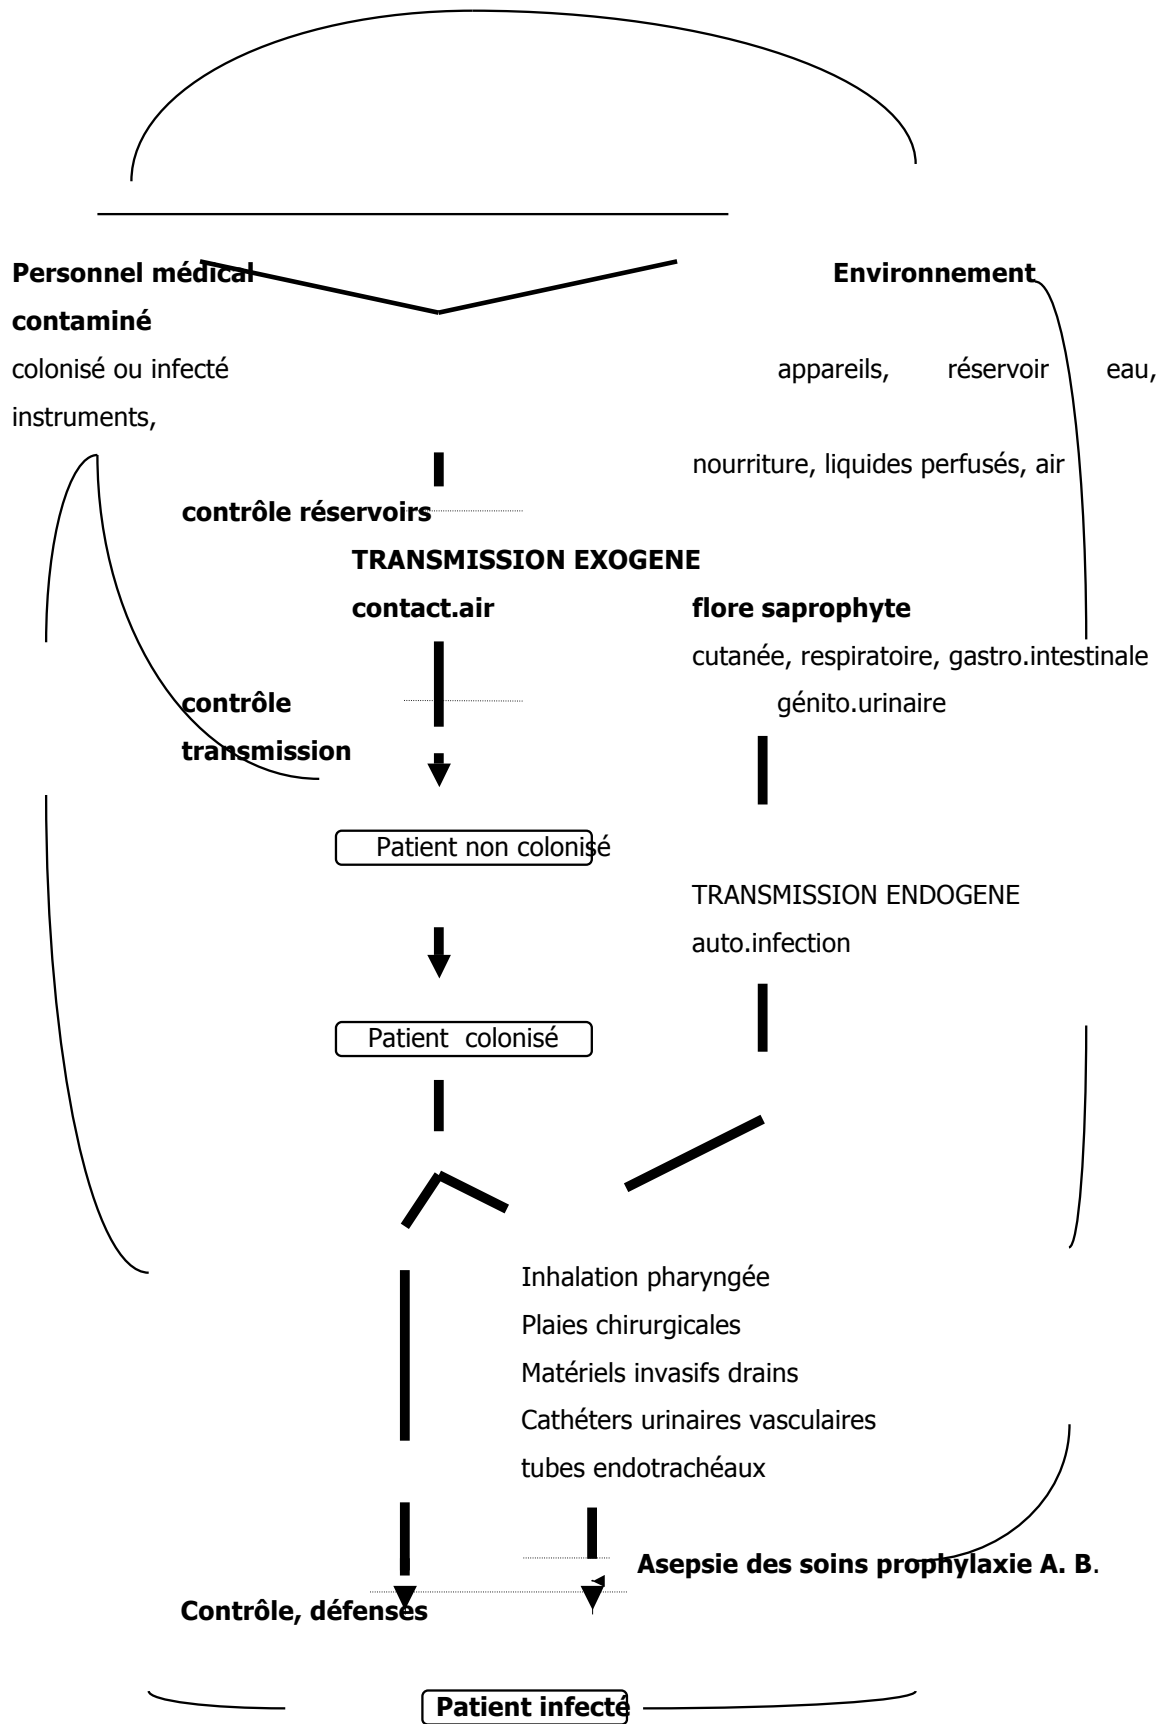 Personnel médical
Environnement
contaminé
colonisé ou infecté
appareils, réservoir eau,
instruments,
nourriture, liquides perfusés, air
contrôle réservoirs
TRANSMISSION EXOGENE
contact.air
flore saprophyte
cutanée, respiratoire, gastro.intestinale
contrôle
génito.urinaire
transmission
Patient non colonisé
TRANSMISSION ENDOGENE
auto.infection
Patient colonisé
Inhalation pharyngée
Plaies chirurgicales
Matériels invasifs drains
Cathéters urinaires vasculaires
tubes endotrachéaux
Asepsie des soins prophylaxie A. B.
Contrôle, défenses
Patient infecté